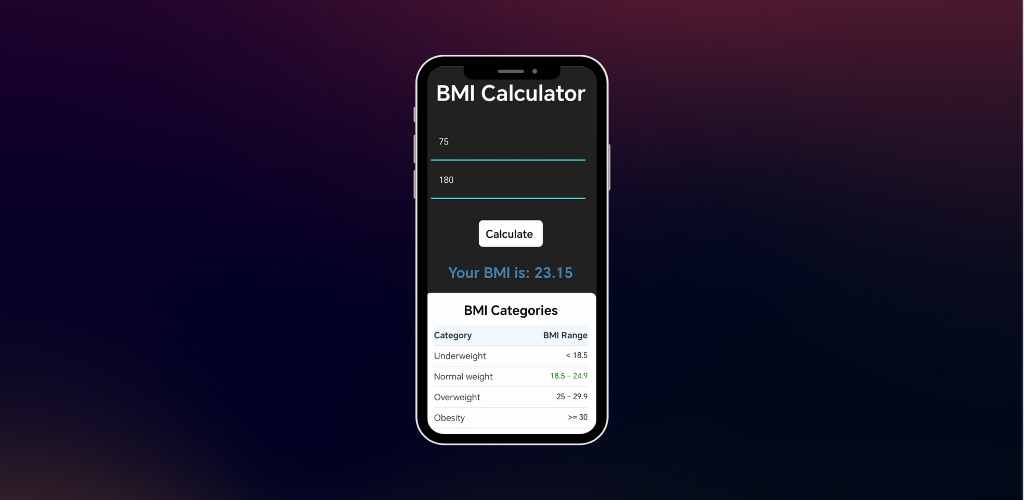 BMI Calculator
75
180
Calculate
Your BMI is: 23.15
BMI Categories
Category BMI Range
Underweight < 18.5
Normal weight 18.5 - 24.9
Overweight 25 - 29.9
Obesity >= 30